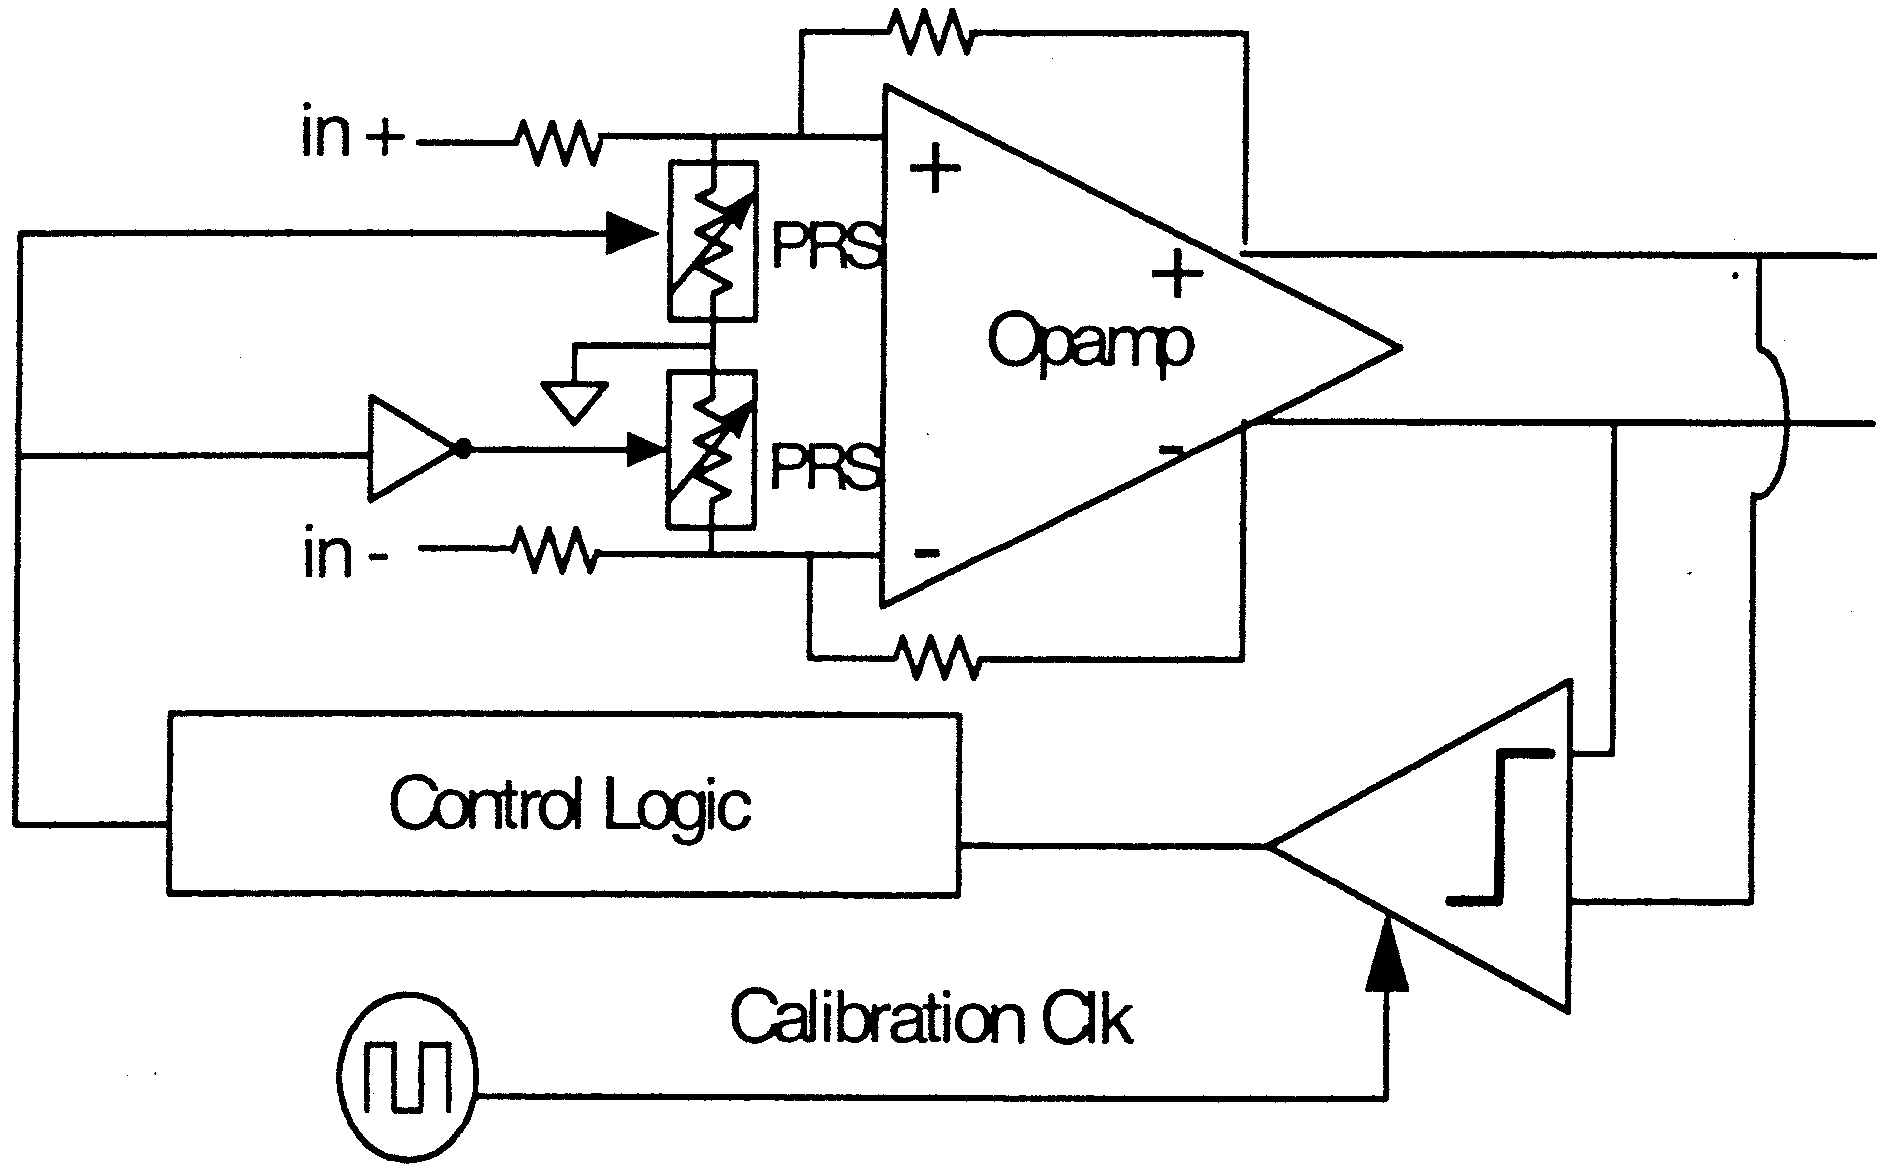 in +
+
PRS
+
Opamp
PRS
-
in -
-
Control Logic
Calibration Clk